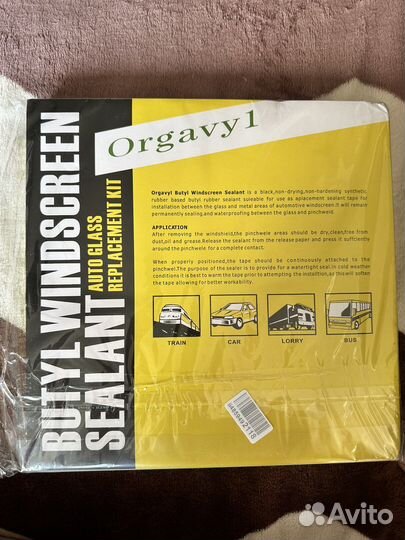 BUTYL WINDSCREEN
SEALANT
AUTO GLASS
REPLACEMENT KIT
Orgavyl
Orgavyl Butyl Windscreen Sealant is a black,non-drying,non-hardening synthetic
rubber based butyl rubber sealant suleable for use as aplacement sealant.tape for
installation between the glass and metal areas of automotive windscreen.It will remain
permanently sealing,and waterproofing between the glass and pinchweld.
APPLICATION
After removing the windshield,the pinchwele areas should be dry,clean,free from
dust,oil and grease.Release the sealant from the release paper and press it suffciently
around the pinchwele.for a complete contact.
When properly positioned,the tape should be continuously attached to the
pinchwel.The purpose of the sealer is to provide for a watertight seal.In cold weather
conditions it is best to warm the tape prior to attempting the installtion,as this will soften
the tape allowing for better workability.
TRAIN
CAR
LORRY
BUS
Avito